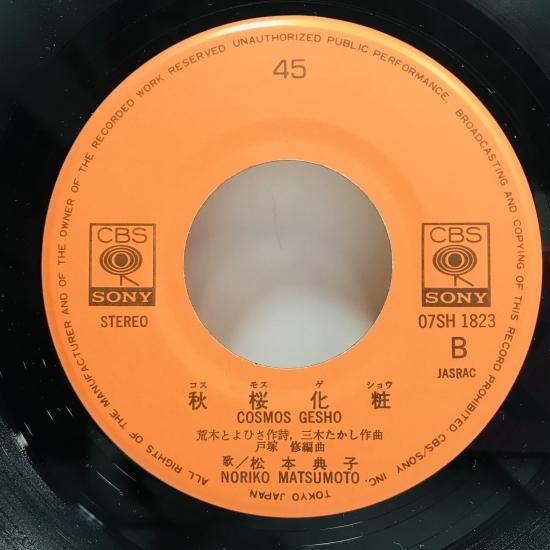 ALL RIGHTS OF THE MANUFACTURER AND OF THE OWNER OF THE RECORDED WORK RESERVED UNAUTHORIZED PUBLIC PERFORMANCE, BROADCASTING AND COPYING OF THIS RECORD PROHIBITED CBS/SONY INC.
TOKYO JAPAN
45
CBS
SONY
STEREO
CBS
SONY
07SH 1823
B
JASRAC
コス モス ゲ ショウ
秋桜化粧
COSMOS GESHO
荒木とよひさ作詩, 三木たかし作曲
戸塚 修編曲
歌/松本典子
NORIKO MATSUMOTO